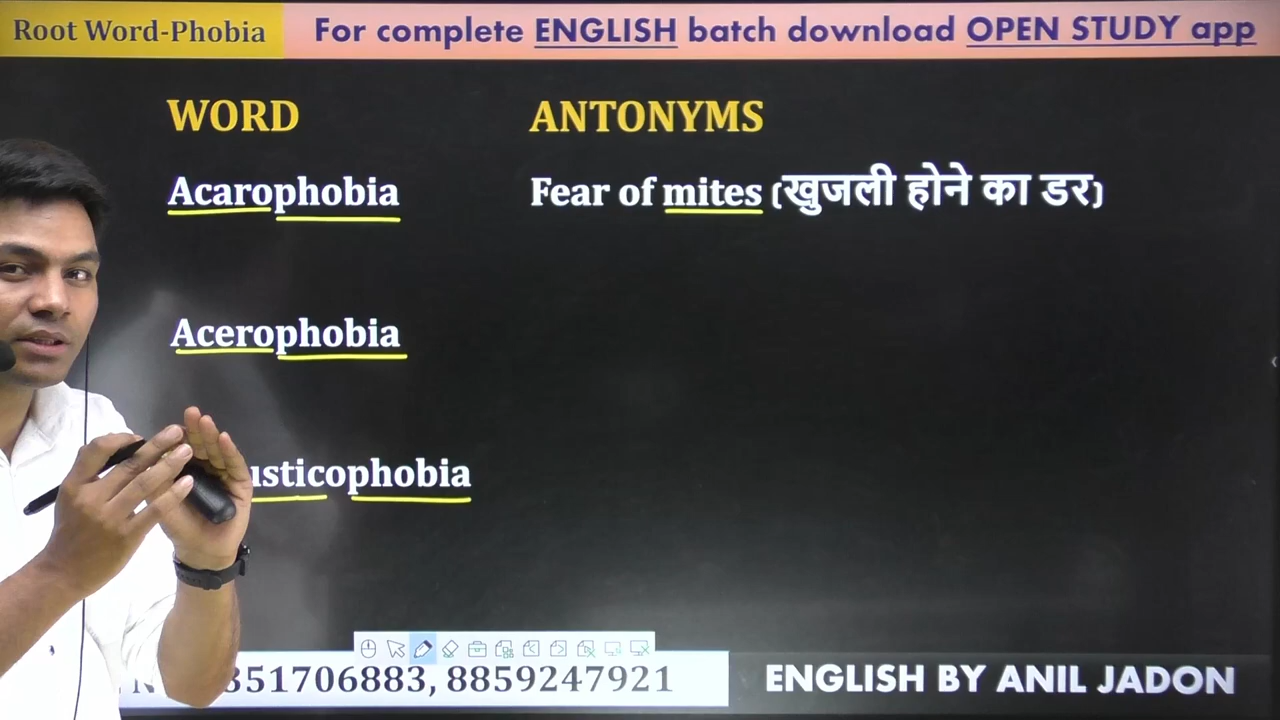 Root Word-Phobia
For complete ENGLISH batch download OPEN STUDY app
WORD ANTONYMS
Acarophobia Fear of mites (खुजली होने का डर)
Acerophobia
usticophobia
851706883, 8859247921
ENGLISH BY ANIL JADON